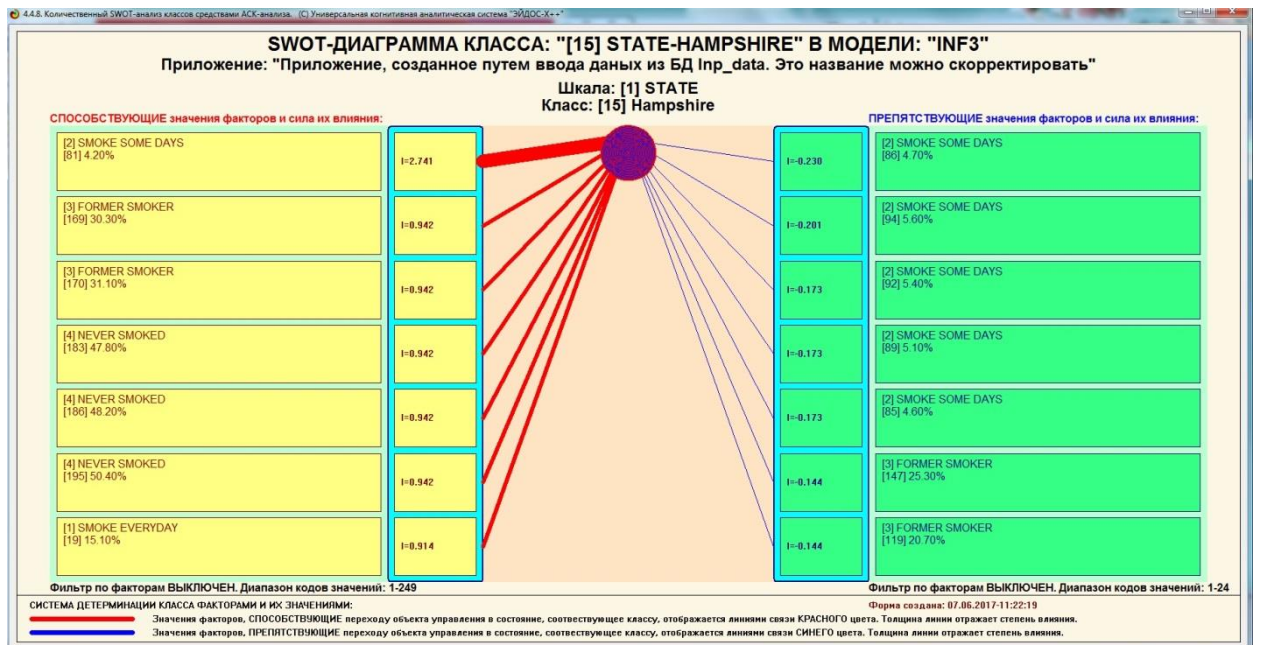 4.4.8. Количественный SWOT-анализ классов средствами АСК-анализа. (C) Универсальная когнитивная аналитическая система "ЭЙДОС-X++"
SWOT-ДИАГРАММА КЛАССА: "[15] STATE-HAMPSHIRE" В МОДЕЛИ: "INF3"
Приложение: "Приложение, созданное путем ввода даных из БД Inp_data. Это название можно скорректировать"
Шкала: [1] STATE
Класс: [15] Hampshire
СПОСОБСТВУЮЩИЕ значения факторов и сила их влияния:
[2] SMOKE SOME DAYS
[81] 4.20%
I=2.741
[3] FORMER SMOKER
[169] 30.30%
I=0.942
[3] FORMER SMOKER
[170] 31.10%
I=0.942
[4] NEVER SMOKED
[183] 47.80%
I=0.942
[4] NEVER SMOKED
[186] 48.20%
I=0.942
[4] NEVER SMOKED
[195] 50.40%
I=0.942
[1] SMOKE EVERYDAY
[19] 15.10%
I=0.914
Фильтр по факторам ВЫКЛЮЧЕН. Диапазон кодов значений: 1-249
ПРЕПЯТСТВУЮЩИЕ значения факторов и сила их влияния:
I=-0.230
[2] SMOKE SOME DAYS
[86] 4.70%
I=-0.201
[2] SMOKE SOME DAYS
[94] 5.60%
I=-0.173
[2] SMOKE SOME DAYS
[92] 5.40%
I=-0.173
[2] SMOKE SOME DAYS
[89] 5.10%
I=-0.173
[2] SMOKE SOME DAYS
[85] 4.60%
I=-0.144
[3] FORMER SMOKER
[147] 25.30%
I=-0.144
[3] FORMER SMOKER
[119] 20.70%
Фильтр по факторам ВЫКЛЮЧЕН. Диапазон кодов значений: 1-24
СИСТЕМА ДЕТЕРМИНАЦИИ КЛАССА ФАКТОРАМИ И ИХ ЗНАЧЕНИЯМИ:
Форма создана: 07.06.2017-11:22:19
Значения факторов, СПОСОБСТВУЮЩИЕ переходу объекта управления в состояние, соотвествующее классу, отображается линиями связи КРАСНОГО цвета. Толщина линии отражает степень влияния.
Значения факторов, ПРЕПЯТСТВУЮЩИЕ переходу объекта управления в состояние, соотвествующее классу, отображается линиями связи СИНЕГО цвета. Толщина линии отражает степень влияния.